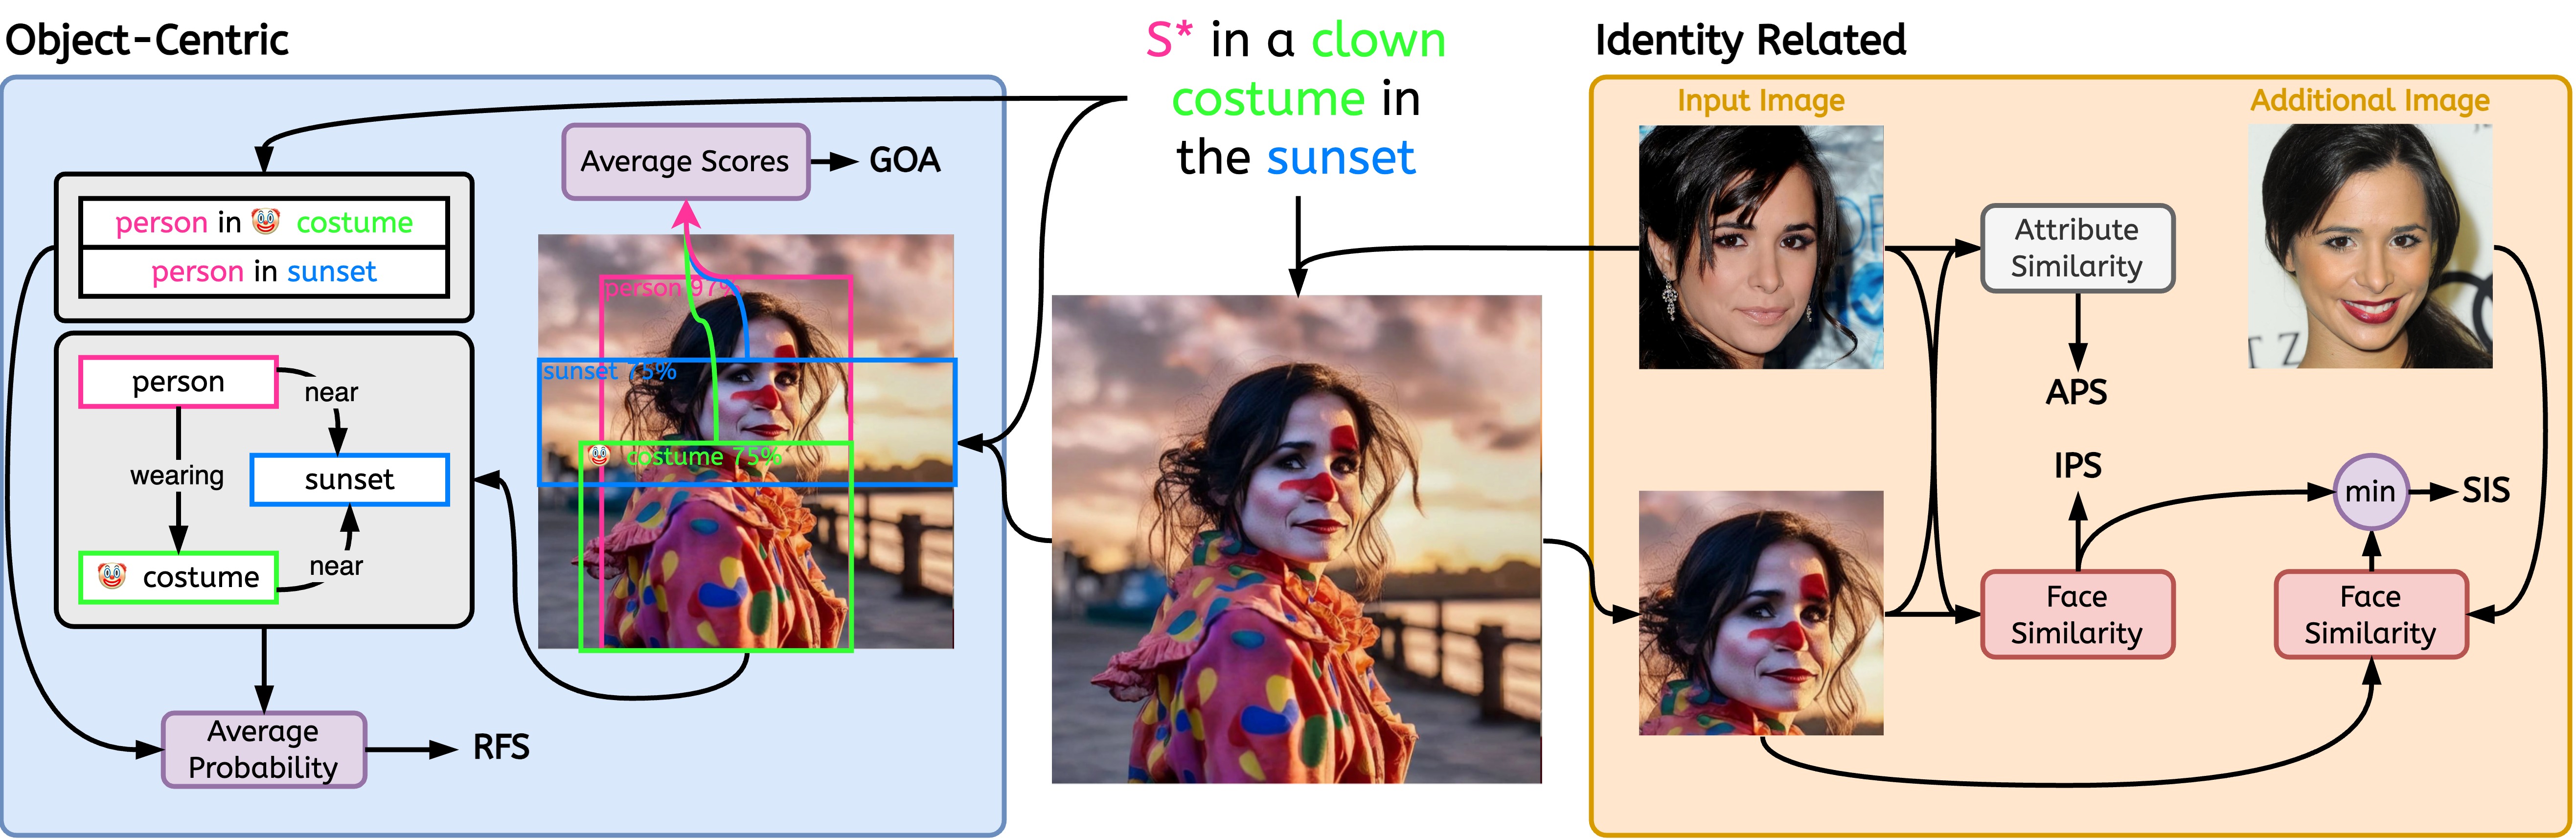 Object-Centric
S* in a clown
costume in
the sunset
Identity Related
Input Image
Additional Image
Average Scores
GOA
person in 🤡 costume
person in sunset
person 97%
sunset 75%
🤡 costume 75%
person
near
wearing
sunset
🤡 costume
near
Average
Probability
RFS
Attribute
Similarity
APS
IPS
min
SIS
Face
Similarity
Face
Similarity